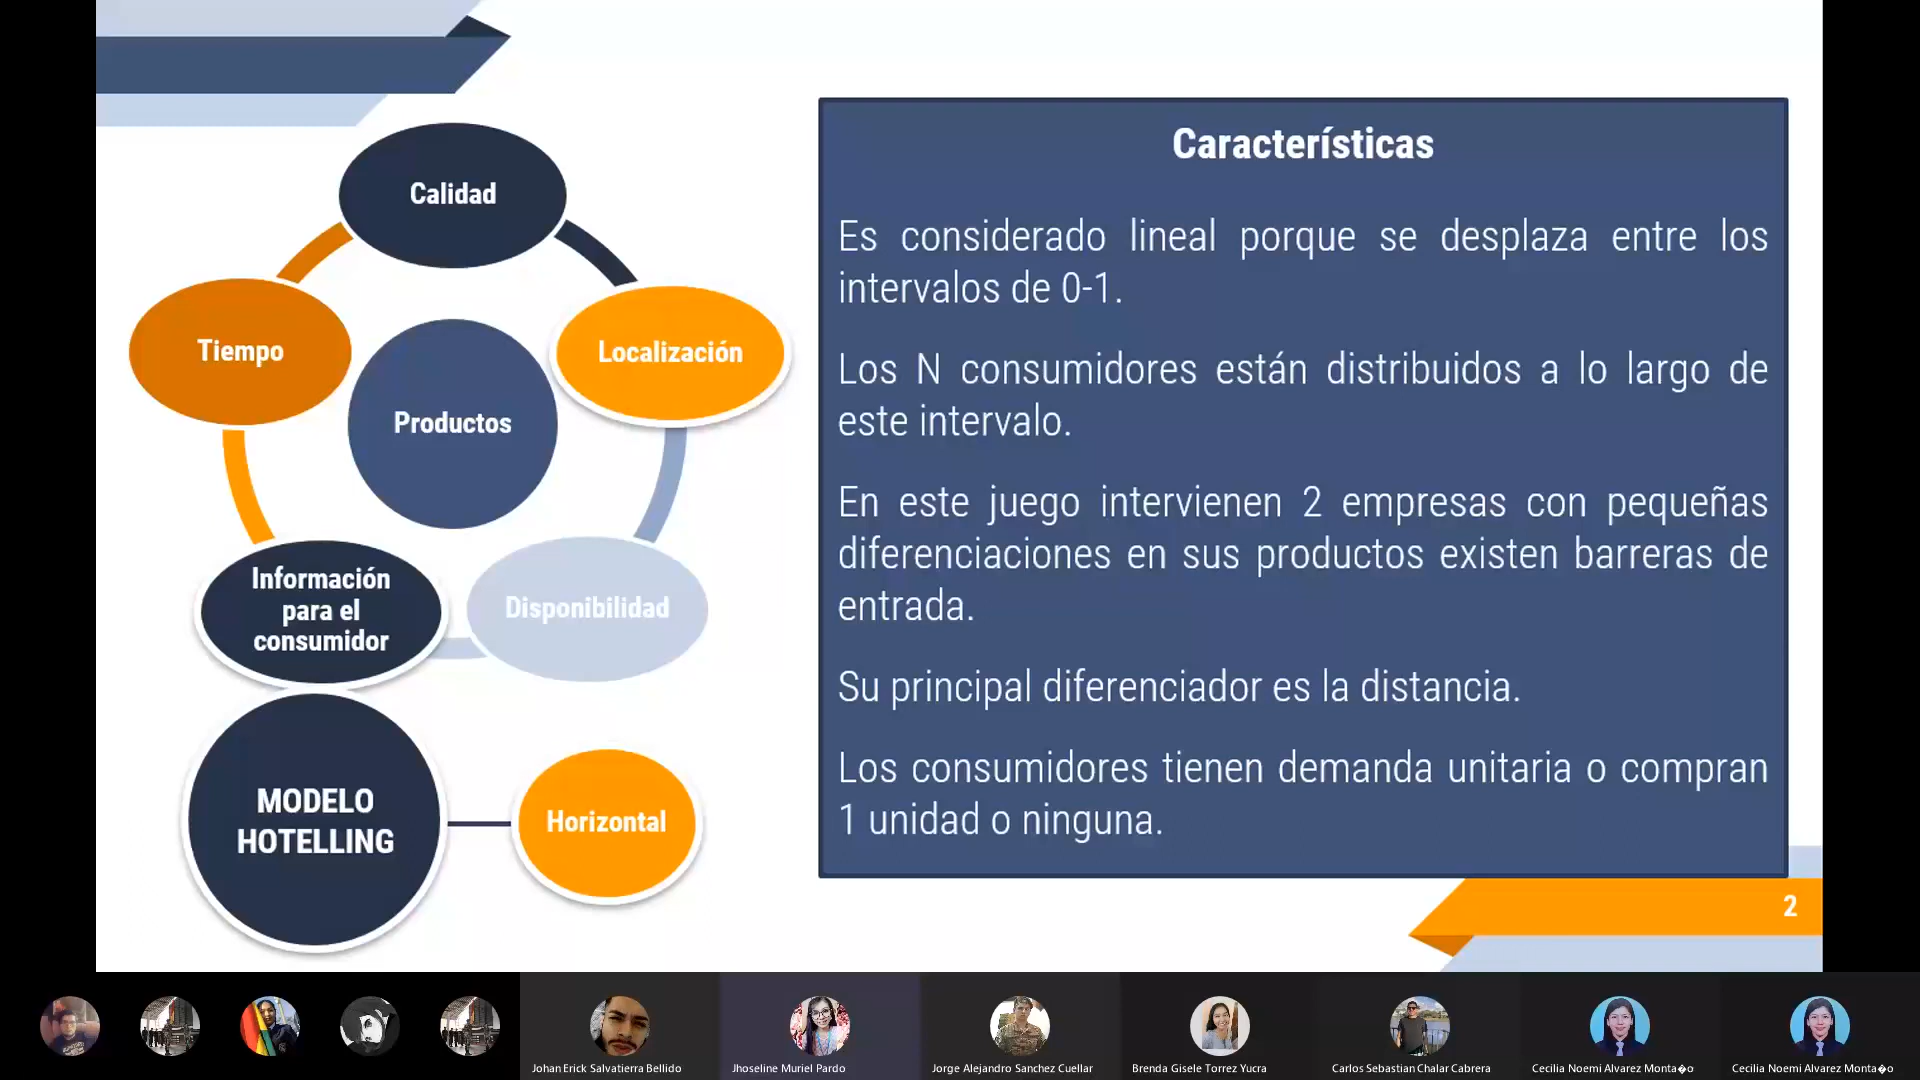 Calidad
Tiempo
Localización
Productos
Información
para el
consumidor
Disponibilidad
MODELO
HOTELLING
Horizontal
Características
Es considerado lineal porque se desplaza entre los
intervalos de 0-1.
Los N consumidores están distribuidos a lo largo de
este intervalo.
En este juego intervienen 2 empresas con pequeñas
diferenciaciones en sus productos existen barreras de
entrada.
Su principal diferenciador es la distancia.
Los consumidores tienen demanda unitaria o compran
1 unidad o ninguna.
2
Johan Erick Salvatierra Bellido
Jhoseline Muriel Pardo
Jorge Alejandro Sanchez Cuellar
Brenda Gisele Torrez Yucra
Carlos Sebastian Chalar Cabrera
Cecilia Noemi Alvarez Monta�o
Cecilia Noemi Alvarez Monta�o